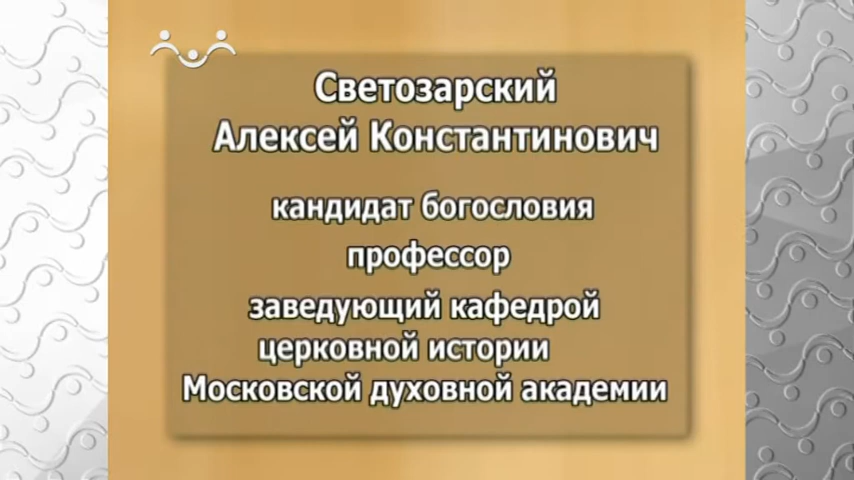 Светозарский
Алексей Константинович
кандидат богословия
профессор
заведующий кафедрой
церковной истории
Московской духовной академии